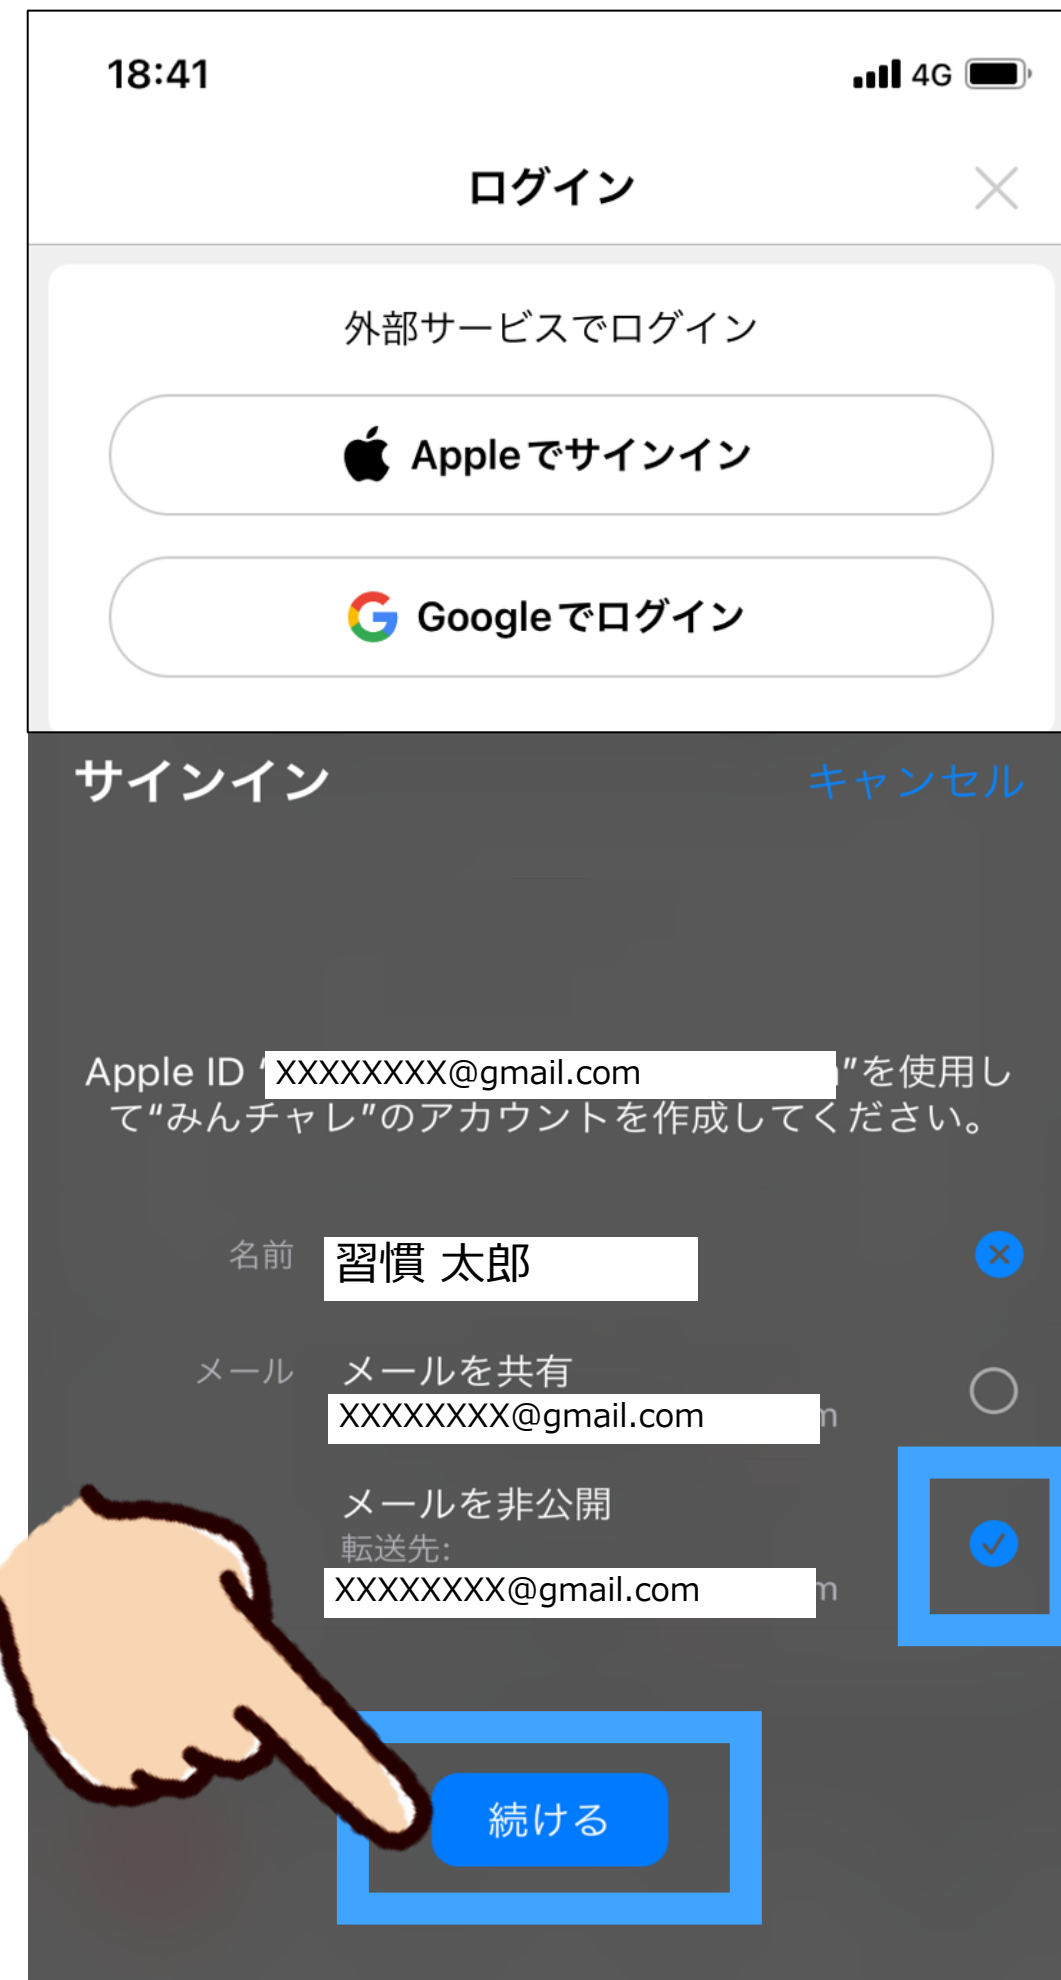 18:41
4G
ログイン
外部サービスでログイン
Appleでサインイン
Googleでログイン
サインイン
キャンセル
Apple ID “XXXXXXXX@gmail.com”を使用し
て“みんチャレ”のアカウントを作成してください。
名前 習慣 太郎
メール メールを共有
XXXXXXXX@gmail.com m
メールを非公開
転送先:
XXXXXXXX@gmail.com m
続ける